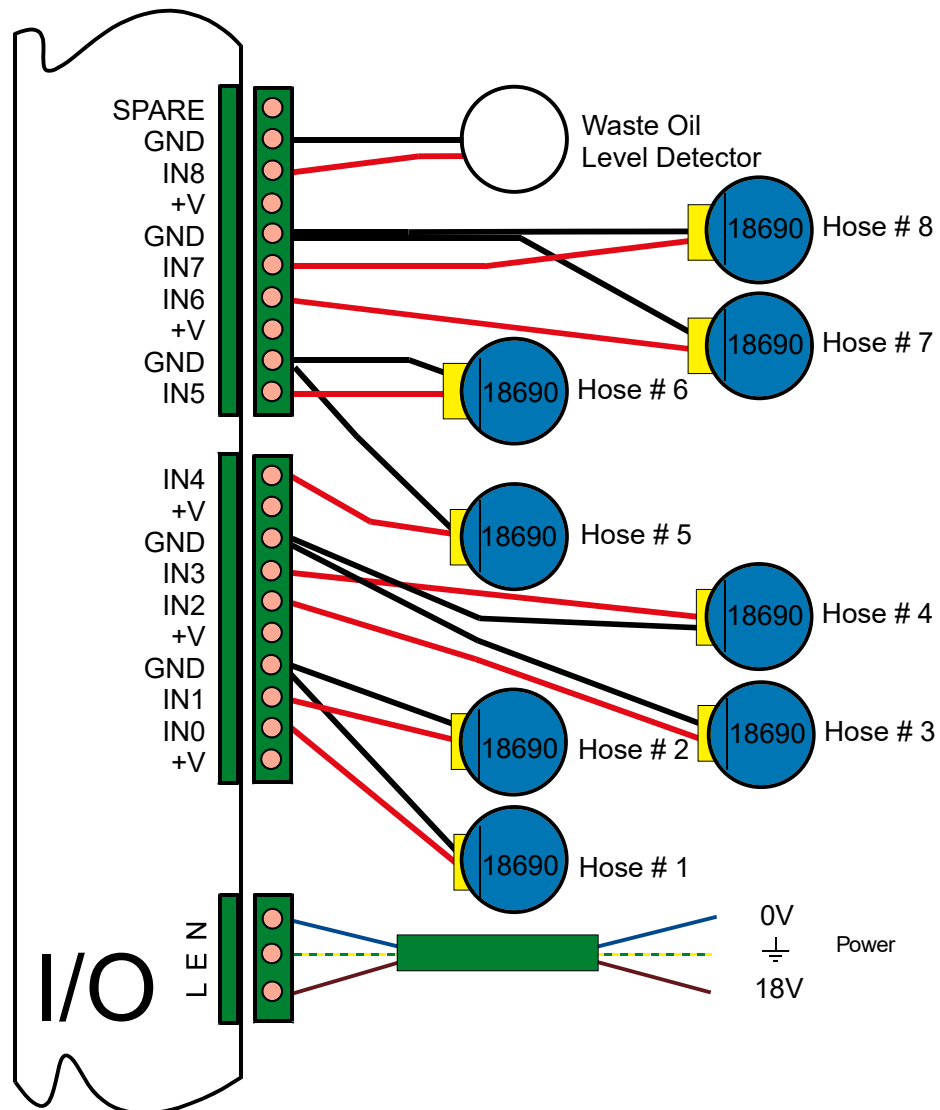 SPARE
GND
IN8
+V
GND
IN7
IN6
+V
GND
IN5
Waste Oil
Level Detector
18690 Hose # 8
18690 Hose # 7
18690 Hose # 6
18690 Hose # 5
IN4
+V
GND
IN3
IN2
+V
GND
IN1
IN0
+V
18690 Hose # 4
18690 Hose # 3
18690 Hose # 2
18690 Hose # 1
I/O
L E N
0V
Power
18V